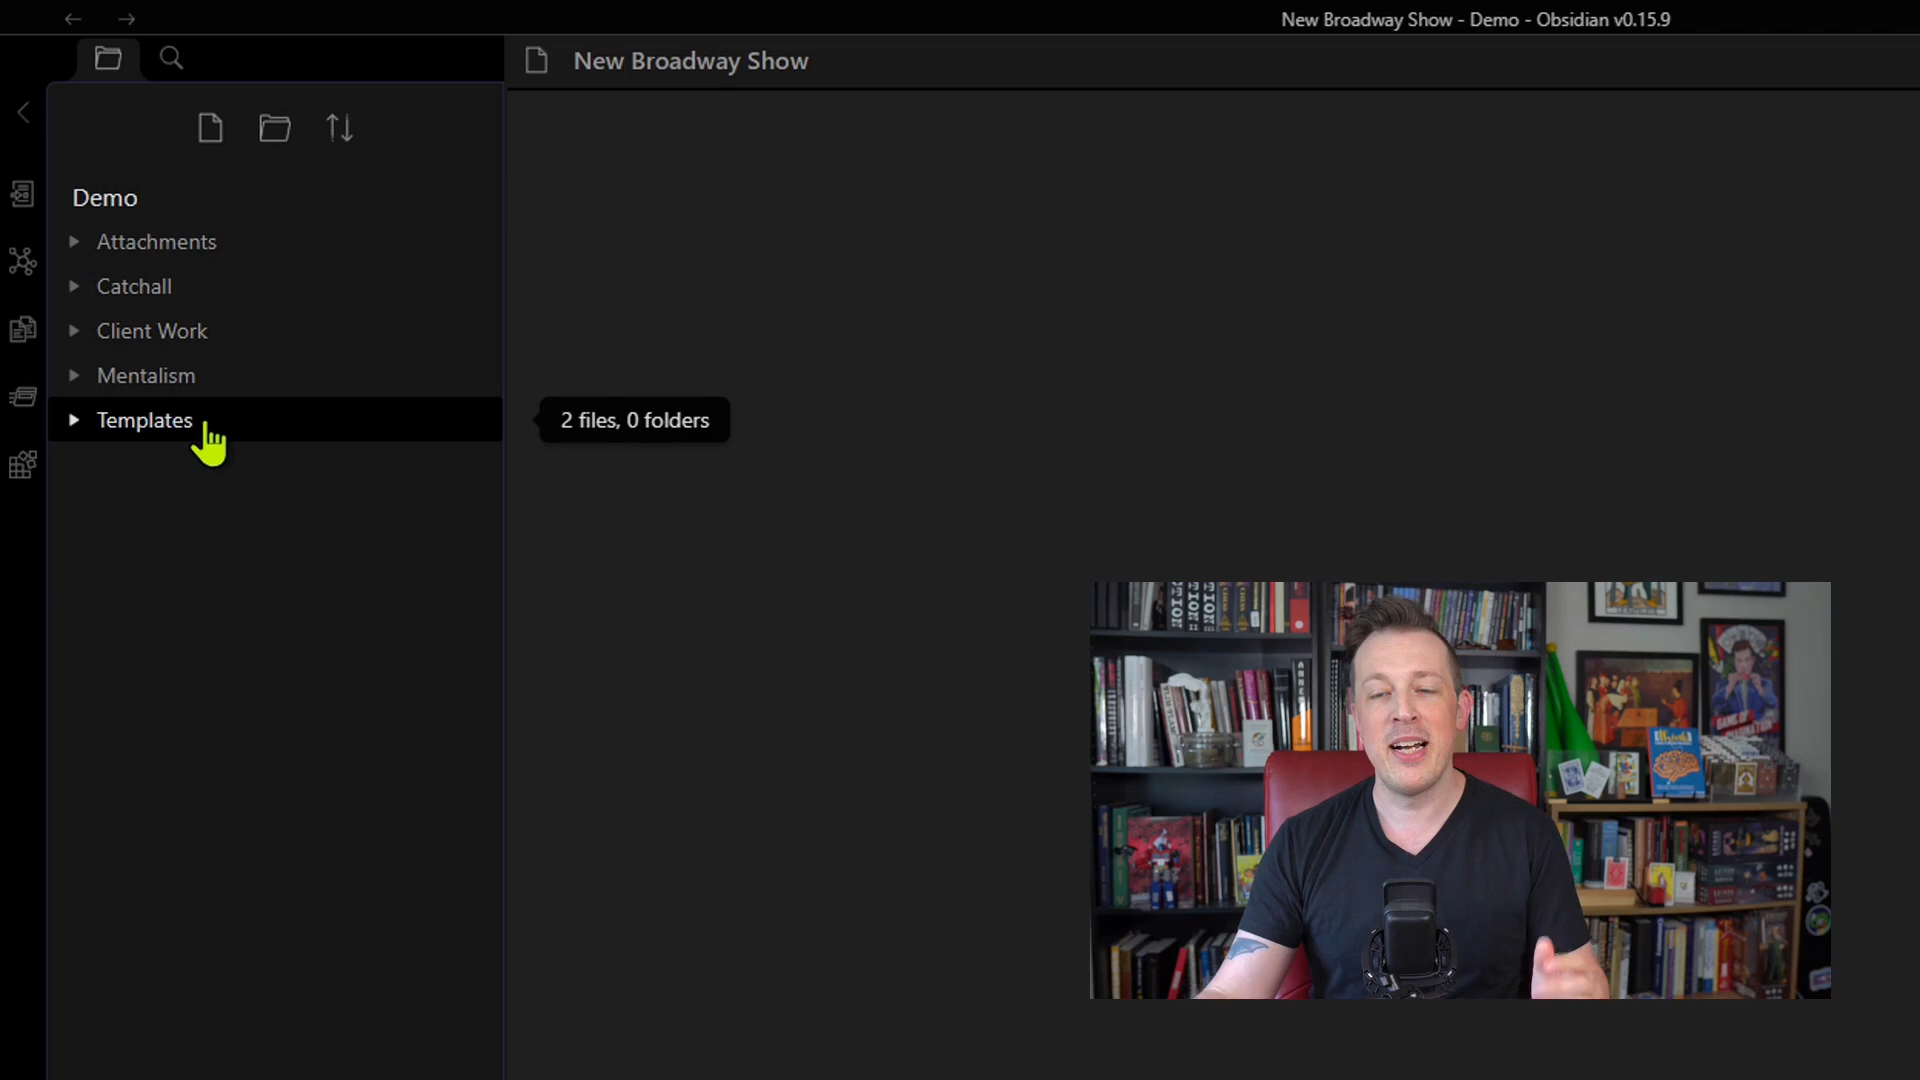 New Broadway Show - Demo - Obsidian v0.15.9
New Broadway Show
Demo
Attachments
Catchall
Client Work
Mentalism
Templates
2 files, 0 folders